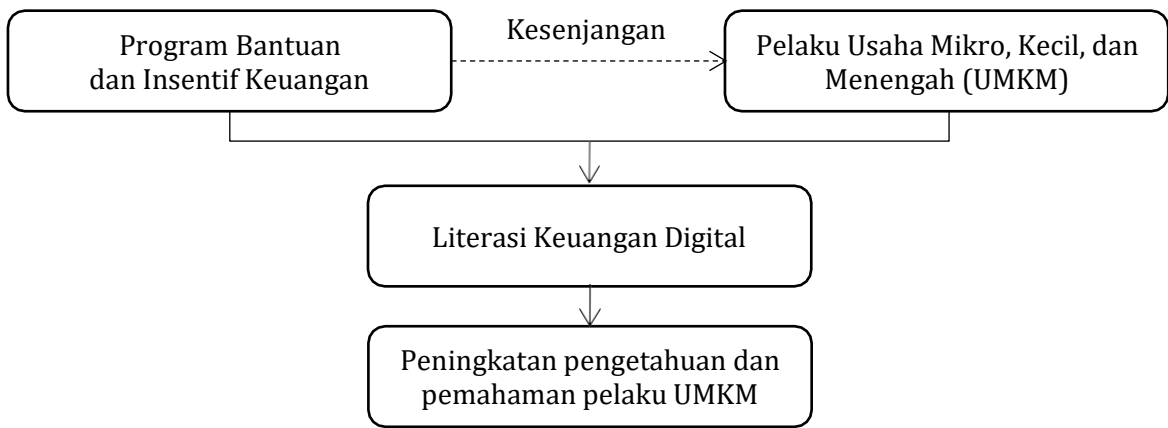 Program Bantuan
dan Insentif Keuangan
Kesenjangan
Pelaku Usaha Mikro, Kecil, dan
Menengah (UMKM)
Literasi Keuangan Digital
Peningkatan pengetahuan dan
pemahaman pelaku UMKM